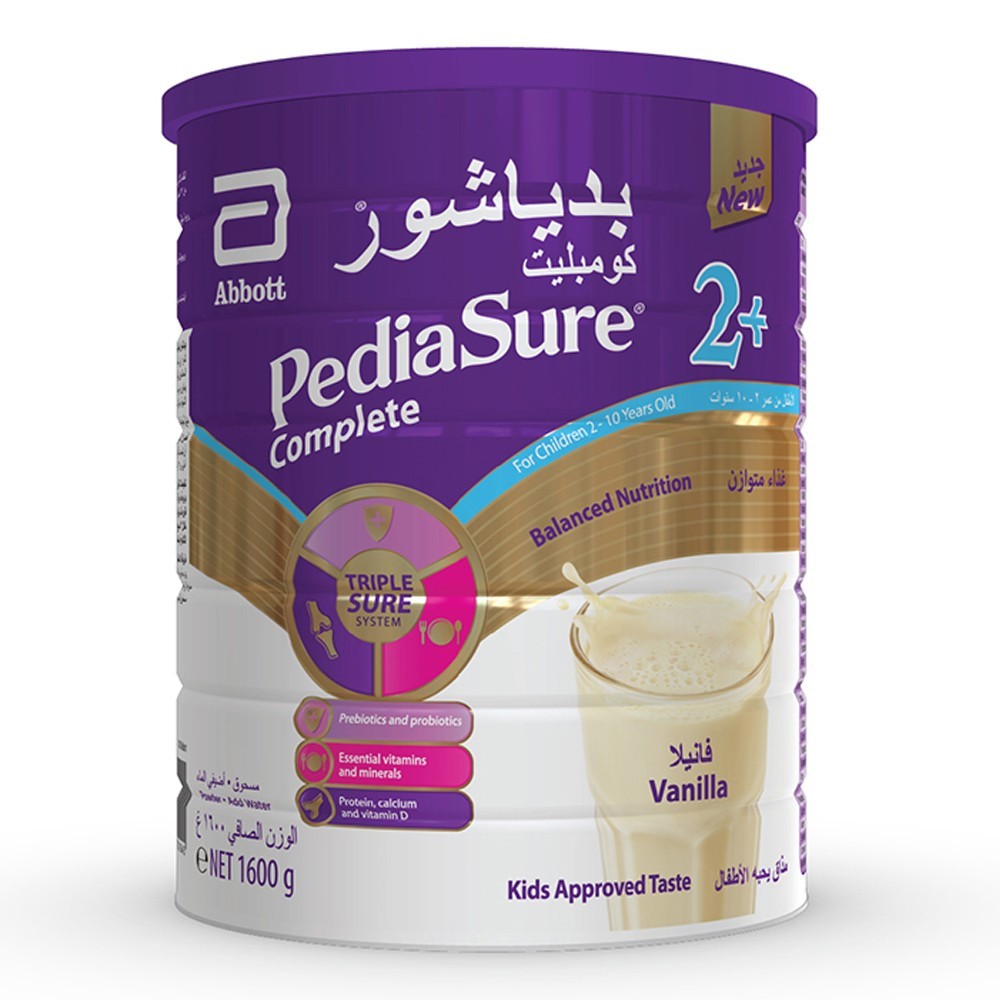 Abbott
بدياشور®
كومبليت
جديد
New
PediaSure®
Complete
2+
For Children 2 - 10 Years Old
للأطفال من عمر ٢ - ١٠ سنوات
Balanced Nutrition
غذاء متوازن
TRIPLE
SURE
SYSTEM
Prebiotics and probiotics
Essential vitamins
and minerals
Protein, calcium
and vitamin D
مسحوق • أضيفي الماء
Powder • Add Water
الوزن الصافي ١٦٠٠ غ
℮NET 1600 g
فانيلا
Vanilla
Kids Approved Taste
مذاق يحبه الأطفال